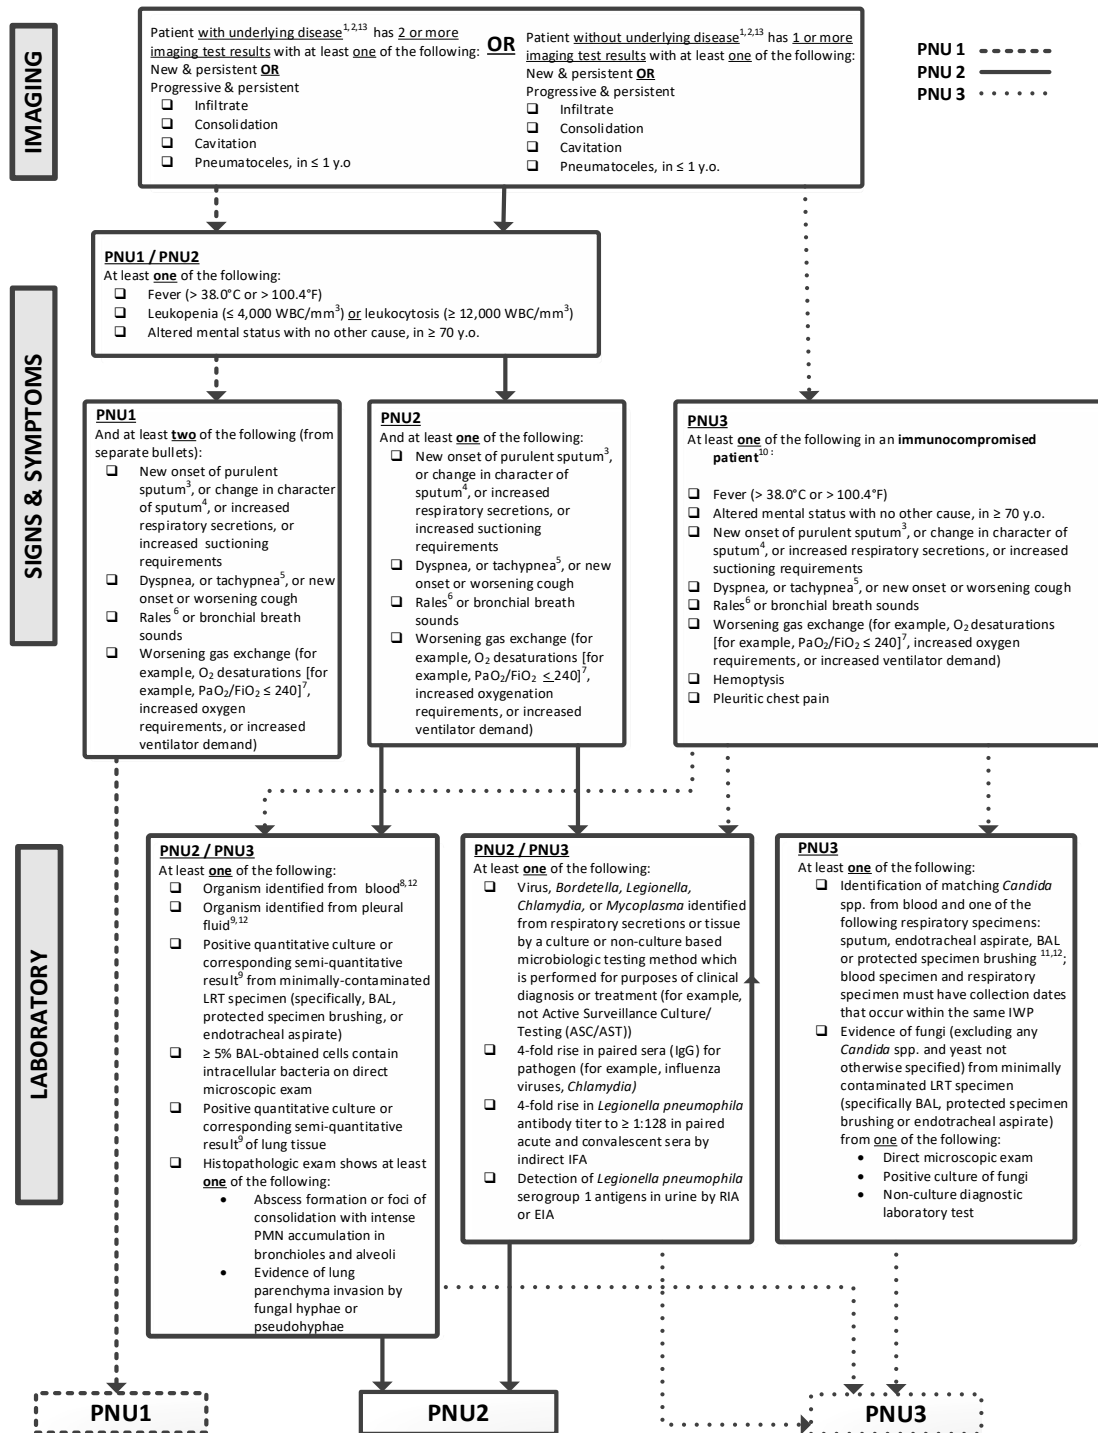 IMAGING
Patient with underlying disease1,2,13 has 2 or more
imaging test results with at least one of the following:
New & persistent OR
Progressive & persistent
❑ Infiltrate
❑ Consolidation
❑ Cavitation
❑ Pneumatoceles, in ≤ 1 y.o
OR
Patient without underlying disease1,2,13 has 1 or more
imaging test results with at least one of the following:
New & persistent OR
Progressive & persistent
❑ Infiltrate
❑ Consolidation
❑ Cavitation
❑ Pneumatoceles, in ≤ 1 y.o.
PNU 1
PNU 2
PNU 3
SIGNS & SYMPTOMS
PNU1 / PNU2
At least one of the following:
❑ Fever (> 38.0°C or > 100.4°F)
❑ Leukopenia (≤ 4,000 WBC/mm3) or leukocytosis (≥ 12,000 WBC/mm3)
❑ Altered mental status with no other cause, in ≥ 70 y.o.
PNU1
And at least two of the following (from
separate bullets):
❑ New onset of purulent
sputum3, or change in character
of sputum4, or increased
respiratory secretions, or
increased suctioning
requirements
❑ Dyspnea, or tachypnea5, or new
onset or worsening cough
❑ Rales6 or bronchial breath
sounds
❑ Worsening gas exchange (for
example, O2 desaturations [for
example, PaO2/FiO2 ≤ 240]7,
increased oxygen
requirements, or increased
ventilator demand)
PNU2
And at least one of the following:
❑ New onset of purulent sputum3,
or change in character of
sputum4, or increased
respiratory secretions, or
increased suctioning
requirements
❑ Dyspnea, or tachypnea5, or new
onset or worsening cough
❑ Rales6 or bronchial breath
sounds
❑ Worsening gas exchange (for
example, O2 desaturations [for
example, PaO2/FiO2 ≤ 240]7,
increased oxygenation
requirements, or increased
ventilator demand)
PNU3
At least one of the following in an immunocompromised
patient10 :
❑ Fever (> 38.0°C or > 100.4°F)
❑ Altered mental status with no other cause, in ≥ 70 y.o.
❑ New onset of purulent sputum3, or change in character of
sputum4, or increased respiratory secretions, or increased
suctioning requirements
❑ Dyspnea, or tachypnea5, or new onset or worsening cough
❑ Rales6 or bronchial breath sounds
❑ Worsening gas exchange (for example, O2 desaturations
[for example, PaO2/FiO2 ≤ 240]7, increased oxygen
requirements, or increased ventilator demand)
❑ Hemoptysis
❑ Pleuritic chest pain
LABORATORY
PNU2 / PNU3
At least one of the following:
❑ Organism identified from blood8,12
❑ Organism identified from pleural
fluid9,12
❑ Positive quantitative culture or
corresponding semi-quantitative
result9 from minimally-contaminated
LRT specimen (specifically, BAL,
protected specimen brushing, or
endotracheal aspirate)
❑ ≥ 5% BAL-obtained cells contain
intracellular bacteria on direct
microscopic exam
❑ Positive quantitative culture or
corresponding semi-quantitative
result9 of lung tissue
❑ Histopathologic exam shows at least
one of the following:
• Abscess formation or foci of
consolidation with intense
PMN accumulation in
bronchioles and alveoli
• Evidence of lung
parenchyma invasion by
fungal hyphae or
pseudohyphae
PNU2 / PNU3
At least one of the following:
❑ Virus, Bordetella, Legionella,
Chlamydia, or Mycoplasma identified
from respiratory secretions or tissue
by a culture or non-culture based
microbiologic testing method which
is performed for purposes of clinical
diagnosis or treatment (for example,
not Active Surveillance Culture/
Testing (ASC/AST))
❑ 4-fold rise in paired sera (IgG) for
pathogen (for example, influenza
viruses, Chlamydia)
❑ 4-fold rise in Legionella pneumophila
antibody titer to ≥ 1:128 in paired
acute and convalescent sera by
indirect IFA
❑ Detection of Legionella pneumophila
serogroup 1 antigens in urine by RIA
or EIA
PNU3
At least one of the following:
❑ Identification of matching Candida
spp. from blood and one of the
following respiratory specimens:
sputum, endotracheal aspirate, BAL
or protected specimen brushing 11,12;
blood specimen and respiratory
specimen must have collection dates
that occur within the same IWP
❑ Evidence of fungi (excluding any
Candida spp. and yeast not
otherwise specified) from minimally
contaminated LRT specimen
(specifically BAL, protected specimen
brushing or endotracheal aspirate)
from one of the following:
• Direct microscopic exam
• Positive culture of fungi
• Non-culture diagnostic
laboratory test
PNU1
PNU2
PNU3